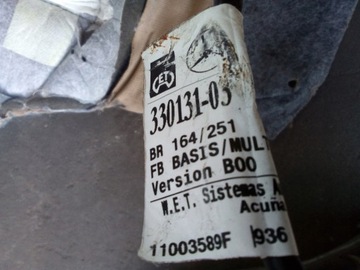 330131-03
BR 164/251
FB BASIS/MULT
Version B00
W.E.T. Sistemas A
Acuña
11003589F 936